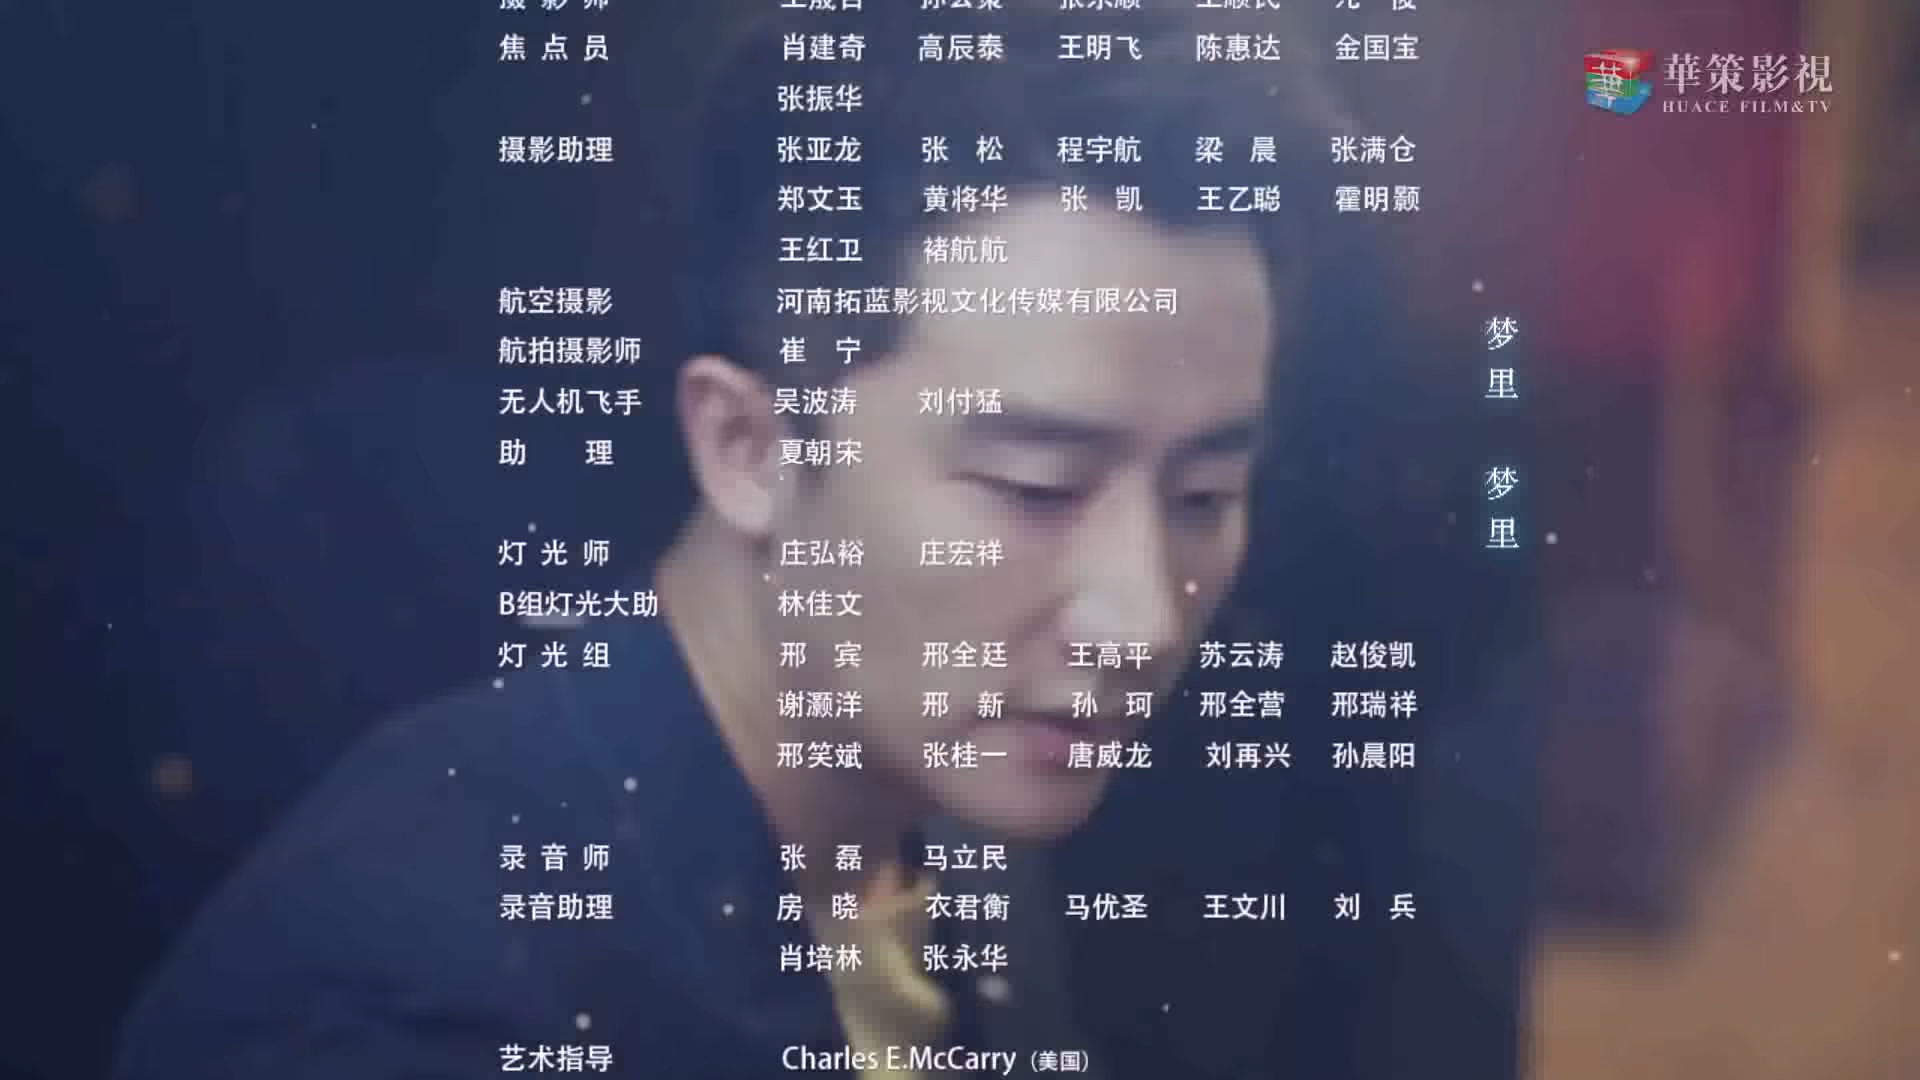 焦点员 肖建奇 高辰泰 王明飞 陈惠达 金国宝
張振华
摄影助理 张亚龙 张松 程宇航 梁晨 张满仓
郑文玉 黄将华 张凯 王乙聪 霍明颢
王红卫 褚航航
航空摄影 河南拓蓝影视文化传媒有限公司
航拍摄影师 崔宁
无人机飞手 吴波涛 刘付猛
助理 夏朝宋
灯光师 庄弘裕 庄宏祥
B组灯光大助 林佳文
灯光组 邢宾 邢全廷 王高平 苏云涛 赵俊凯
谢灏洋 邢新 孙珂 邢全营 邢瑞祥
邢笑斌 张桂一 唐威龙 刘再兴 孙晨阳
录音师 张磊 马立民
录音助理 房晓 衣君衡 马优圣 王文川 刘兵
肖培林 张永华
艺术指导 Charles E.McCarry（美国）
華策影視
HUACE FILM&TV
梦里 梦里